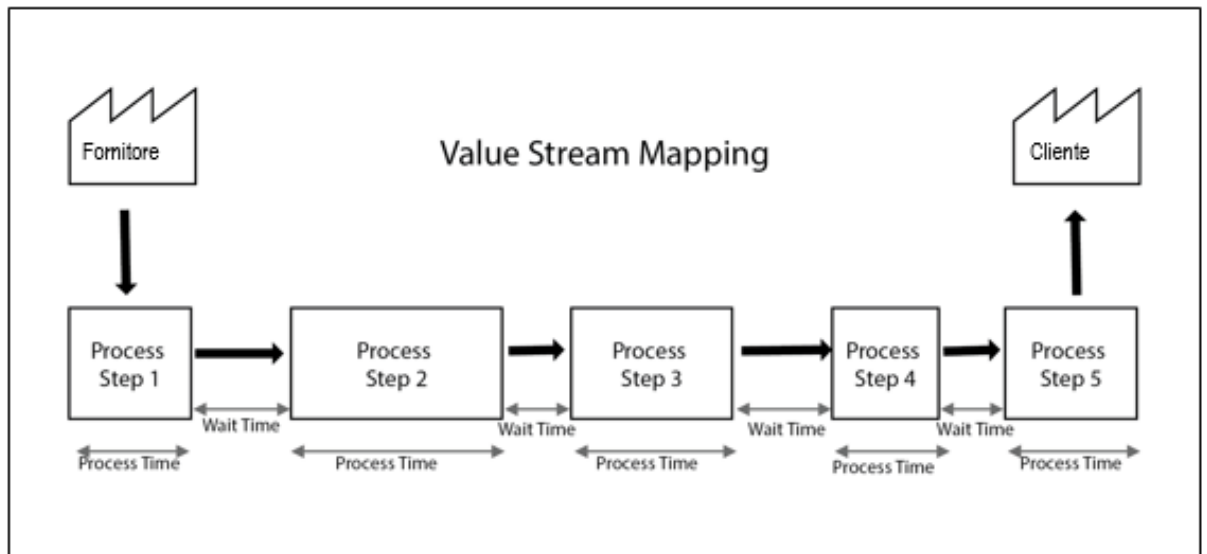 Fornitore
Value Stream Mapping
Cliente
Process
Step 1
Process
Step 2
Process
Step 3
Process
Step 4
Process
Step 5
Wait Time
Wait Time
Wait Time
Wait Time
Process Time
Process Time
Process Time
Process Time
Process Time